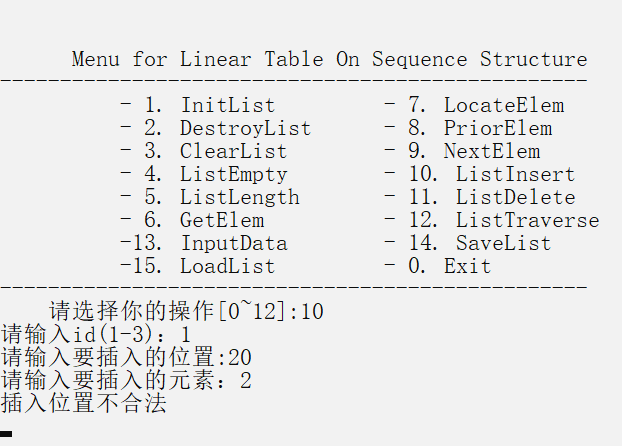 Menu for Linear Table On Sequence Structure
-------------------------------------------------
- 1. InitList - 7. LocateElem
- 2. DestroyList - 8. PriorElem
- 3. ClearList - 9. NextElem
- 4. ListEmpty - 10. ListInsert
- 5. ListLength - 11. ListDelete
- 6. GetElem - 12. ListTraverse
-13. InputData - 14. SaveList
-15. LoadList - 0. Exit
-------------------------------------------------
请选择你的操作[0~12]:10
请输入id(1-3)：1
请输入要插入的位置:20
请输入要插入的元素：2
插入位置不合法